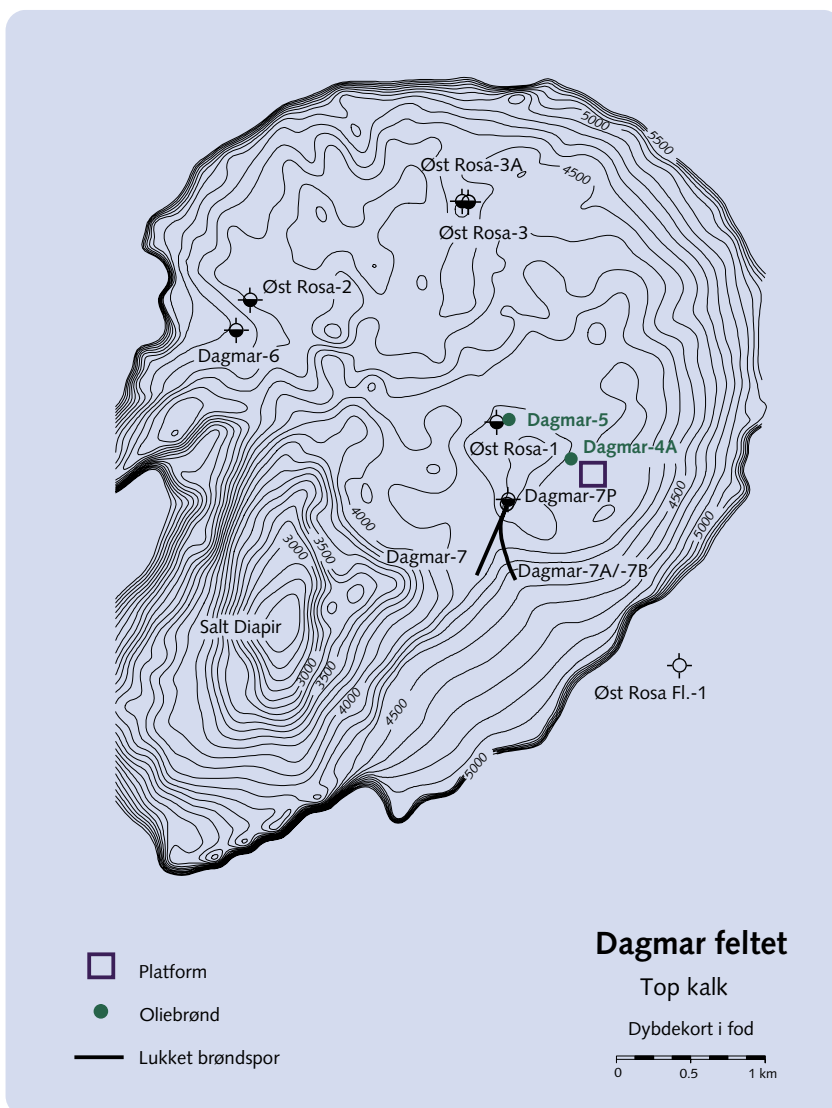 5000
5500
Øst Rosa-3A
4500
Øst Rosa-3
Øst Rosa-2
Dagmar-6
Dagmar-5
Øst Rosa-1
Dagmar-4A
4500
Dagmar-7P
4000
5000
3500
3000
Dagmar-7
Dagmar-7A/-7B
Salt Diapir
3000
3500
4000
4500
Øst Rosa Fl.-1
5000
Dagmar feltet
Top kalk
Dybdekort i fod
0 0.5 1 km
Platform
Oliebrønd
Lukket brøndspor